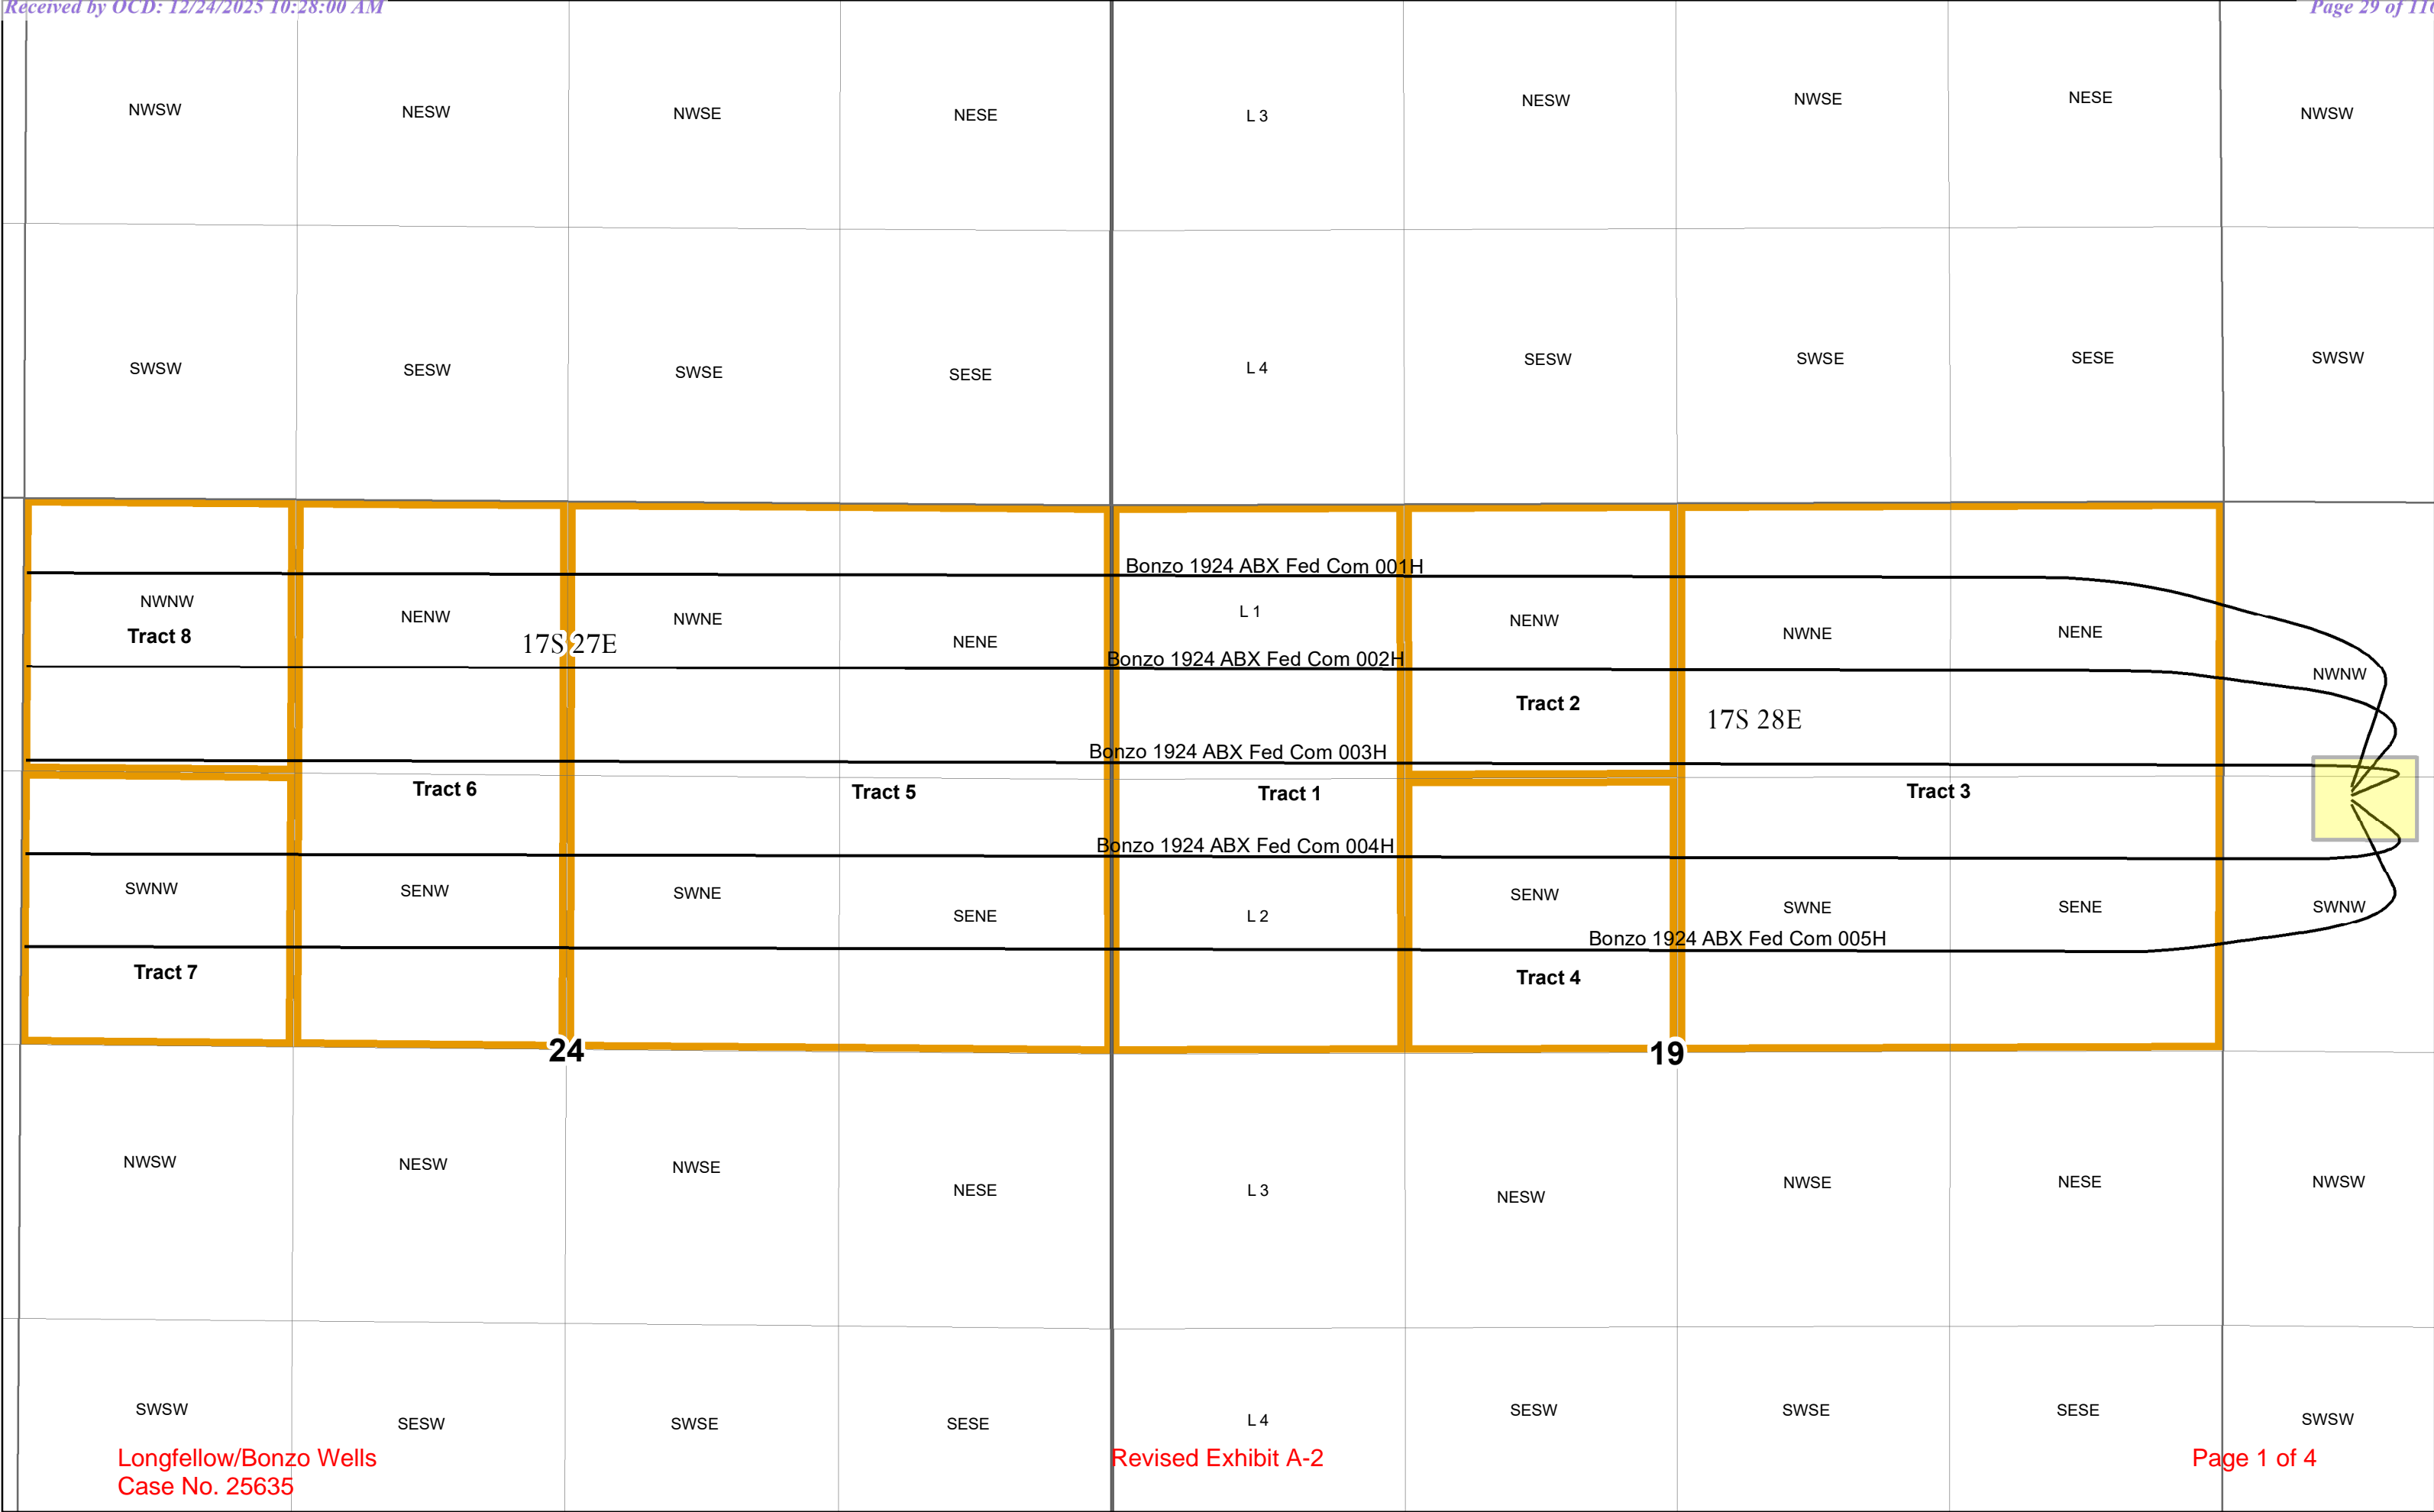 Received by OCD: 12/24/2025 10:28:00 AM
Page 29 of 11
NWSW NESW NWSE NESE L 3 NESW NWSE NESE NWSW
SWSW SESW SWSE SESE L 4 SESW SWSE SESE SWSW
Bonzo 1924 ABX Fed Com 001H
NWNW NENW NWNE NENE L 1 NENW NWNE NENE
Tract 8
17S 27E
Bonzo 1924 ABX Fed Com 002H
NWNW
Tract 2
17S 28E
Bonzo 1924 ABX Fed Com 003H
Tract 6 Tract 5 Tract 1 Tract 3
Bonzo 1924 ABX Fed Com 004H
SWNW SENW SWNE SENE L 2 SENW SWNE SENE SWNW
Bonzo 1924 ABX Fed Com 005H
Tract 7 Tract 4
24 19
NWSW NESW NWSE NESE L 3 NESW NWSE NESE NWSW
SWSW SESW SWSE SESE L 4 SESW SWSE SESE SWSW
Longfellow/Bonzo Wells
Case No. 25635
Revised Exhibit A-2
Page 1 of 4